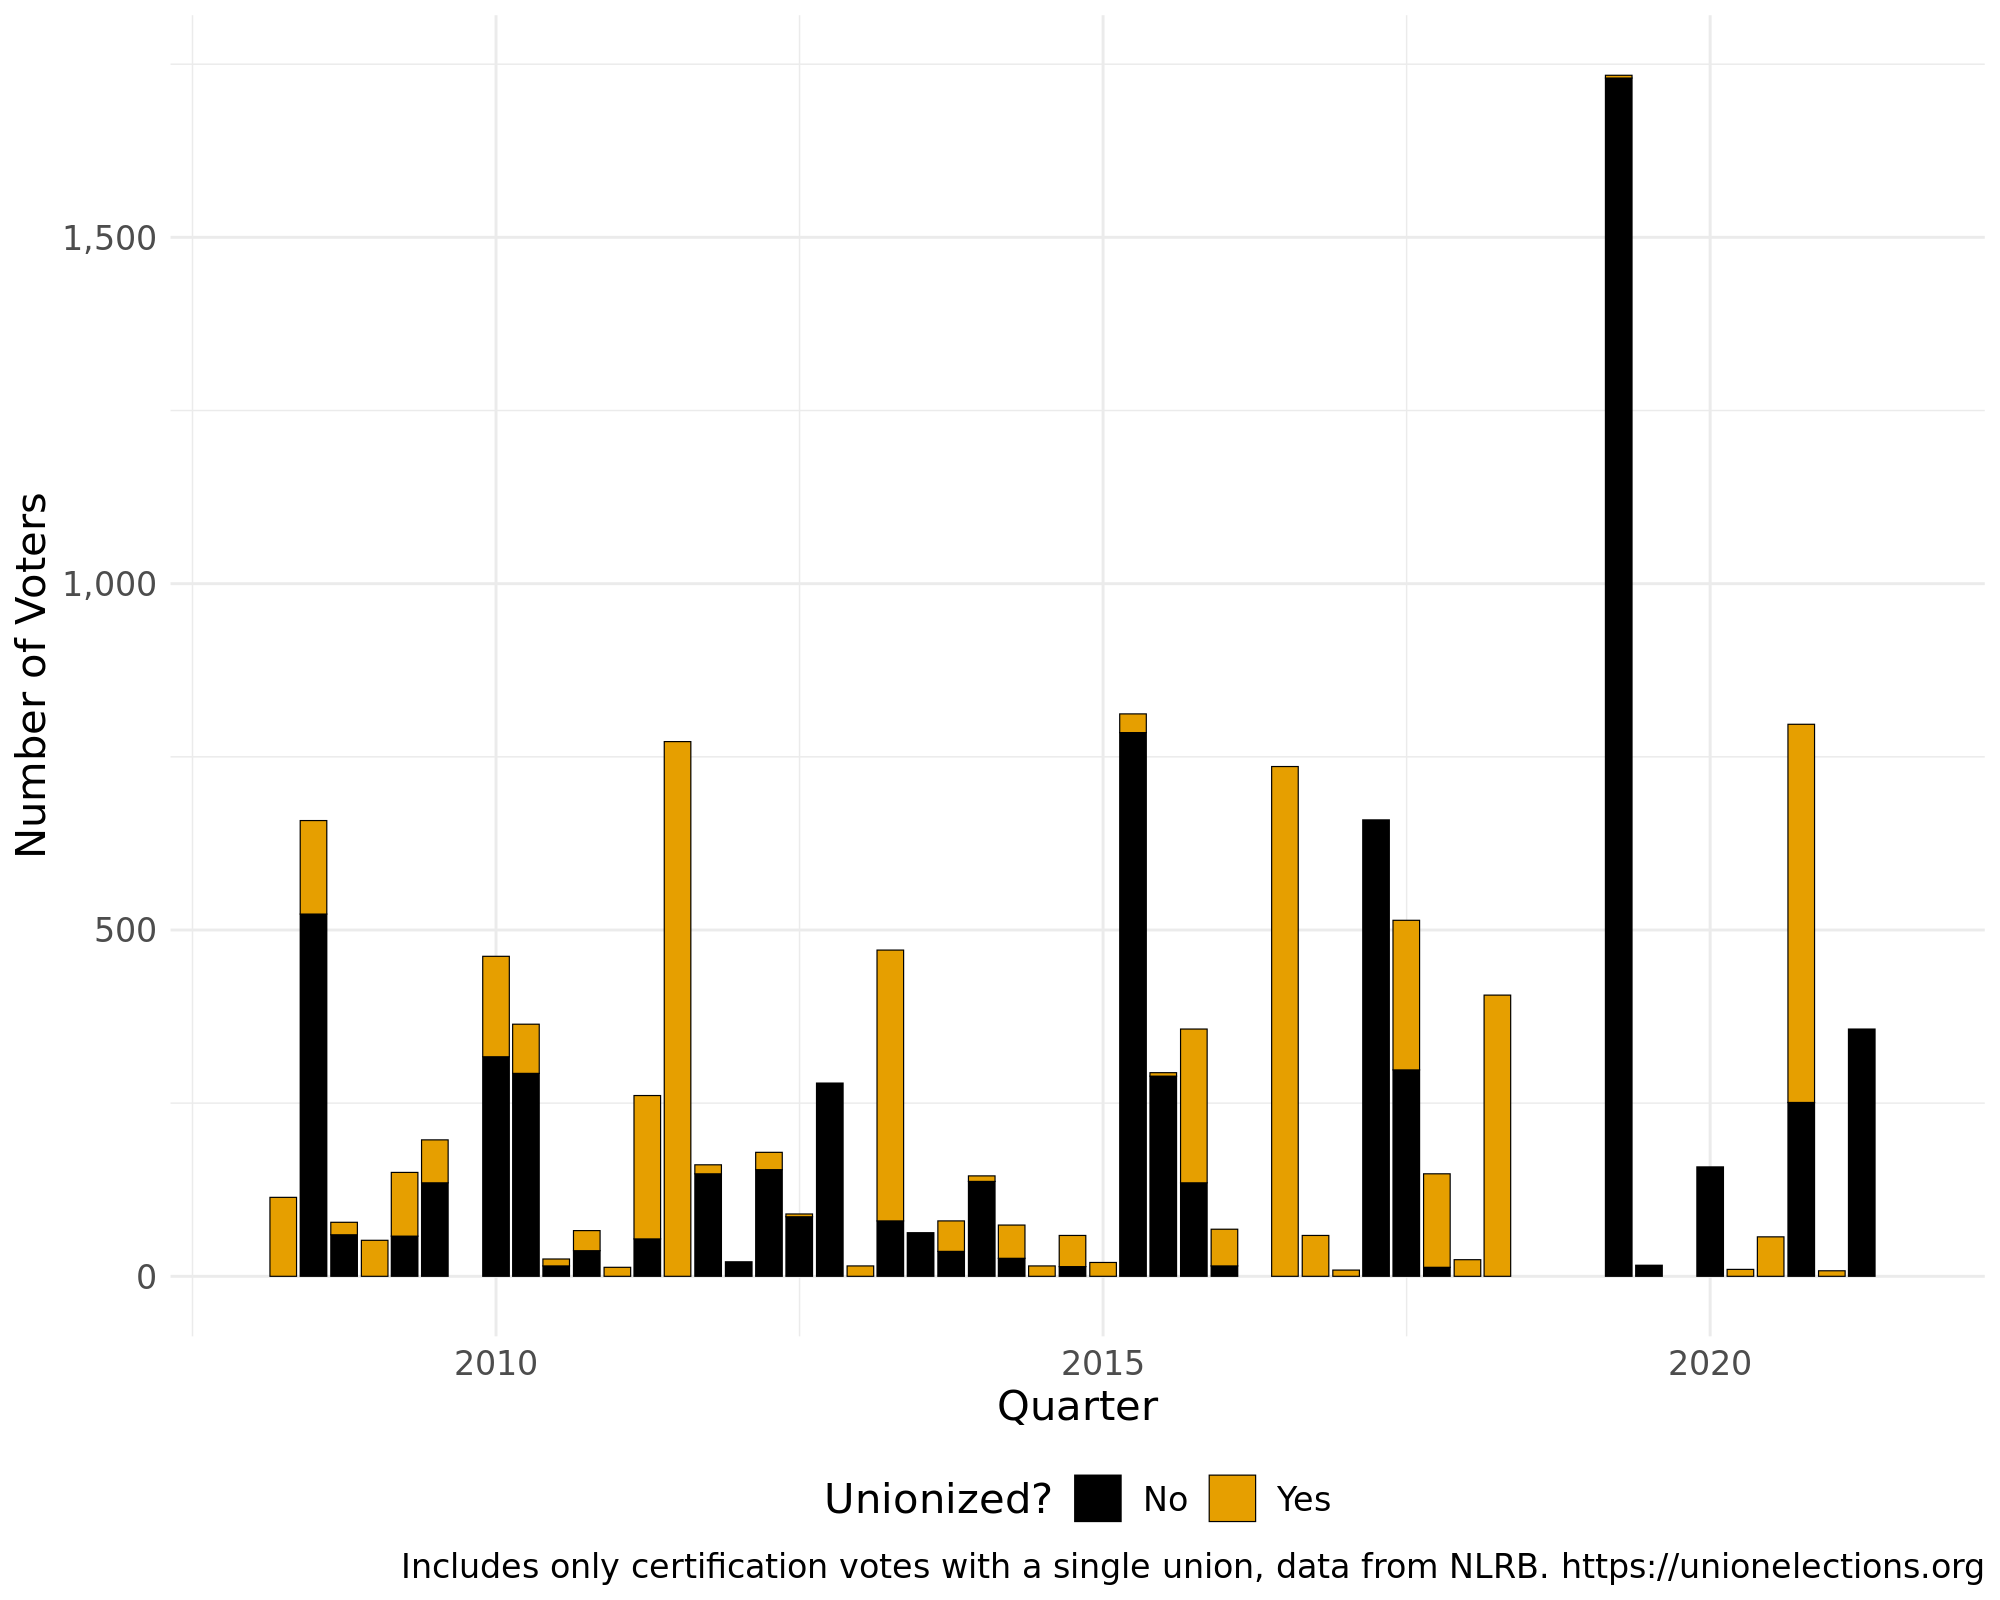 Number of Voters
1,500
1,000
500
0
2010 2015 2020
Quarter
Unionized? No Yes
Includes only certification votes with a single union, data from NLRB. https://unionelections.org